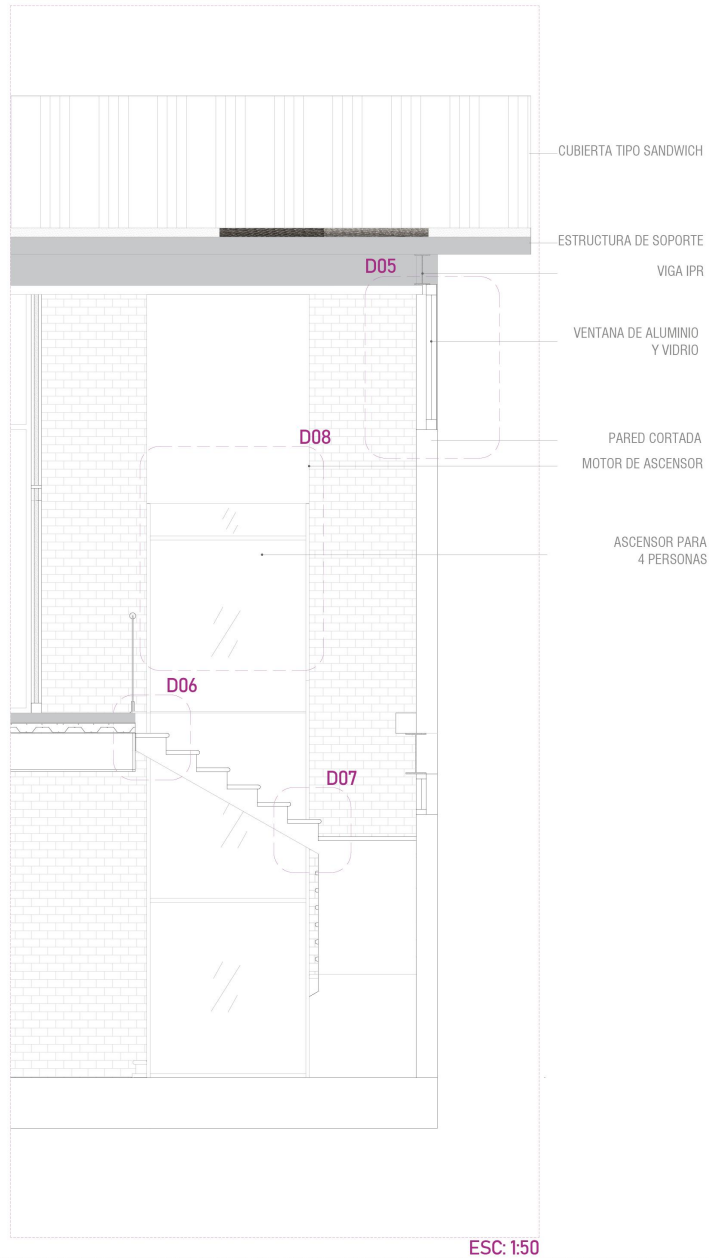 CUBIERTA TIPO SANDWICH
ESTRUCTURA DE SOPORTE
D05
VIGA IPR
VENTANA DE ALUMINIO
Y VIDRIO
D08
PARED CORTADA
MOTOR DE ASCENSOR
ASCENSOR PARA
4 PERSONAS
D06
D07
ESC: 1:50